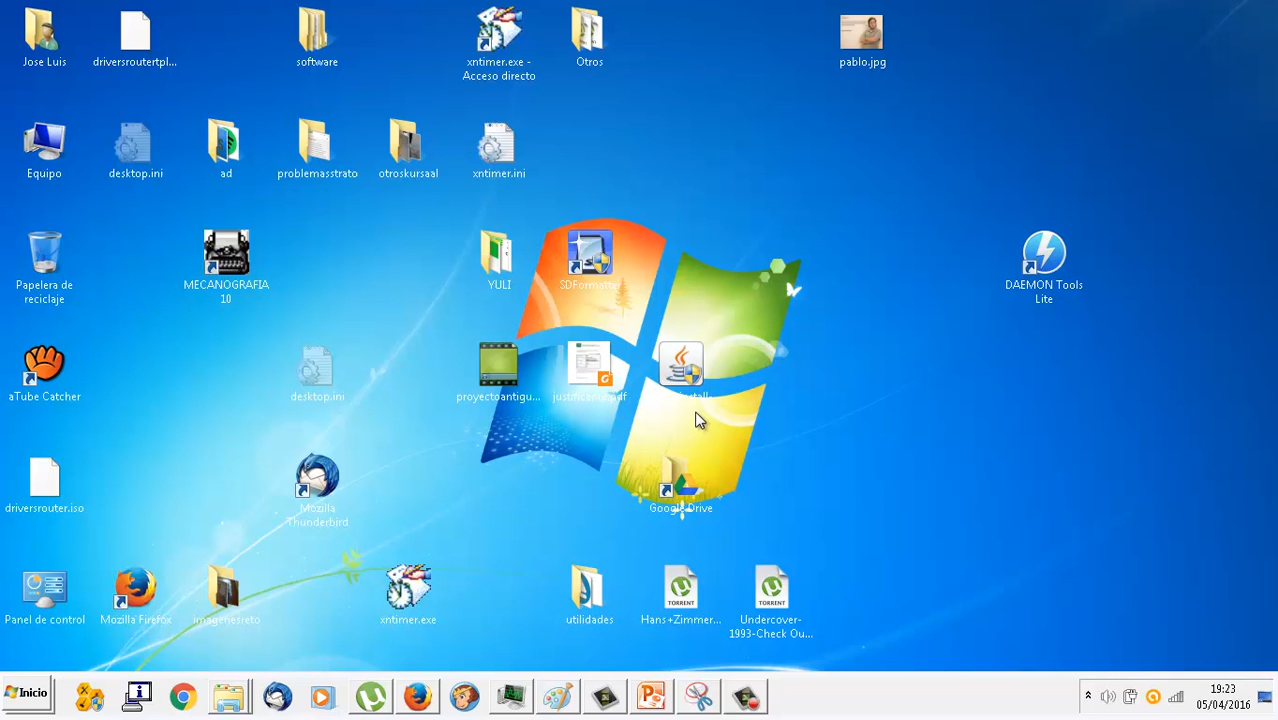 Jose Luis
driversroutertpl...
software
xntimer.exe -
Acceso directo
Otros
pablo.jpg
Equipo
desktop.ini
ad
problemasstrato
otroskursaal
xntimer.ini
Papelera de
reciclaje
MECANOGRAFIA
10
YULI
SDFormatter
DAEMON Tools
Lite
aTube Catcher
desktop.ini
proyectoantigu...
justificante.pdf
driversrouter.iso
Mozilla
Thunderbird
Google Drive
Panel de control
Mozilla Firefox
imagenesreto
xntimer.exe
utilidades
TORRENT
Hans+Zimmer...
TORRENT
Undercover-
1993-Check Ou...
Inicio
19:23
05/04/2016